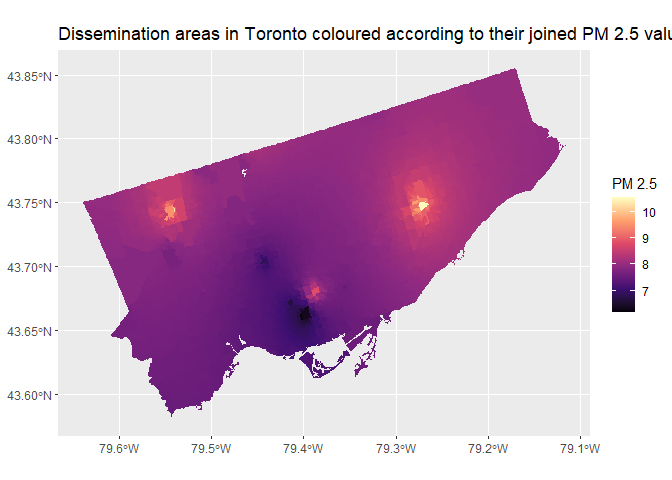 Dissemination areas in Toronto coloured according to their joined PM 2.5 valu
43.85°N
43.80°N
43.75°N
43.70°N
43.65°N
43.60°N
79.6°W 79.5°W 79.4°W 79.3°W 79.2°W 79.1°W
PM 2.5
10
9
8
7